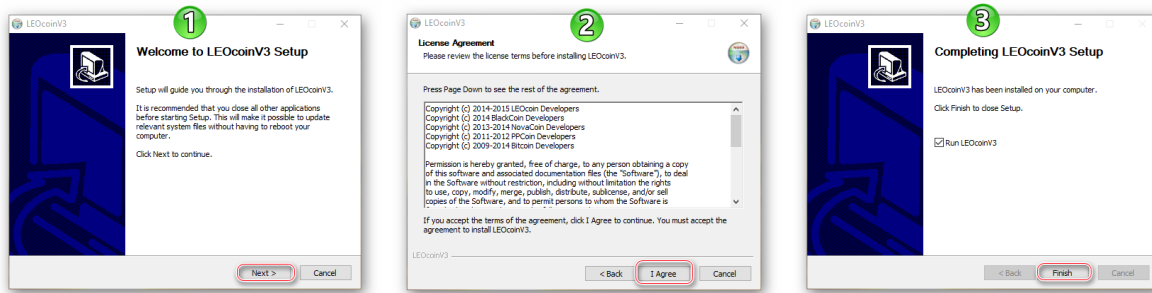 1
LEOcoinV3
Welcome to LEOcoinV3 Setup
Setup will guide you through the installation of LEOcoinV3.
It is recommended that you close all other applications
before starting Setup. This will make it possible to update
relevant system files without having to reboot your
computer.
Click Next to continue.
Next >
Cancel
2
LEOcoinV3
License Agreement
Please review the license terms before installing LEOcoinV3.
Press Page Down to see the rest of the agreement.
Copyright (c) 2014-2015 LEOcoin Developers
Copyright (c) 2014 BlackCoin Developers
Copyright (c) 2013-2014 NovaCoin Developers
Copyright (c) 2011-2012 PPCoin Developers
Copyright (c) 2009-2014 Bitcoin Developers
Permission is hereby granted, free of charge, to any person obtaining a copy
of this software and associated documentation files (the "Software"), to deal
in the Software without restriction, including without limitation the rights
to use, copy, modify, merge, publish, distribute, sublicense, and/or sell
copies of the Software, and to permit persons to whom the Software is
If you accept the terms of the agreement, click I Agree to continue. You must accept the
agreement to install LEOcoinV3.
LEOcoinV3
< Back
I Agree
Cancel
3
LEOcoinV3
Completing LEOcoinV3 Setup
LEOcoinV3 has been installed on your computer.
Click Finish to close Setup.
Run LEOcoinV3
< Back
Finish
Cancel